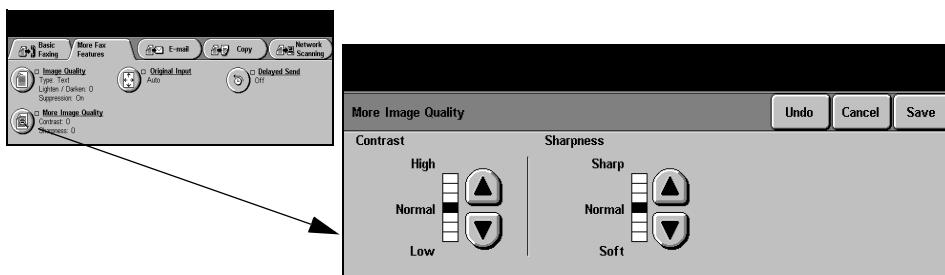 Basic Faxing
More Fax Features
E-mail
Copy
Network Scanning
Image Quality
Type: Text
Lighten / Darken: 0
Suppression: On
Original Input
Auto
Delayed Send
Off
More Image Quality
Contrast: 0
Sharpness: 0
More Image Quality
Undo
Cancel
Save
Contrast
High
Normal
Low
Sharpness
Sharp
Normal
Soft